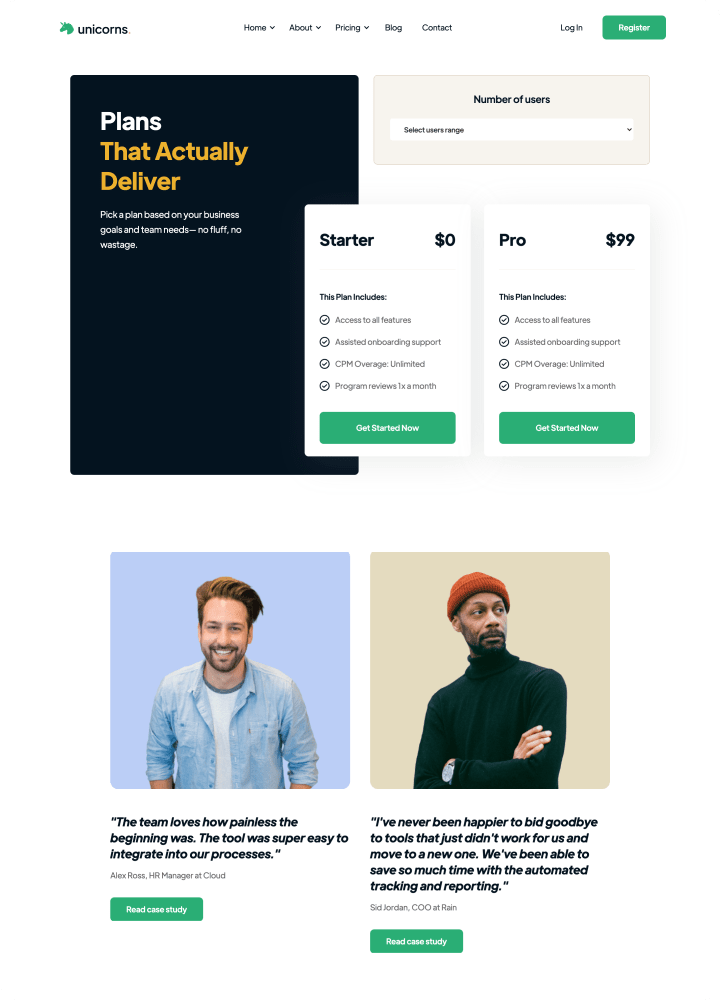 unicorns.
Home
About
Pricing
Blog
Contact
Log In
Register
Plans
That Actually
Deliver
Pick a plan based on your business
goals and team needs— no fluff, no
wastage.
Number of users
Select users range
Starter $0
This Plan Includes:
Access to all features
Assisted onboarding support
CPM Overage: Unlimited
Program reviews 1x a month
Get Started Now
Pro $99
This Plan Includes:
Access to all features
Assisted onboarding support
CPM Overage: Unlimited
Program reviews 1x a month
Get Started Now
"The team loves how painless the
beginning was. The tool was super easy to
integrate into our processes."
Alex Ross, HR Manager at Cloud
Read case study
"I've never been happier to bid goodbye
to tools that just didn't work for us and
move to a new one. We've been able to
save so much time with the automated
tracking and reporting."
Sid Jordan, COO at Rain
Read case study